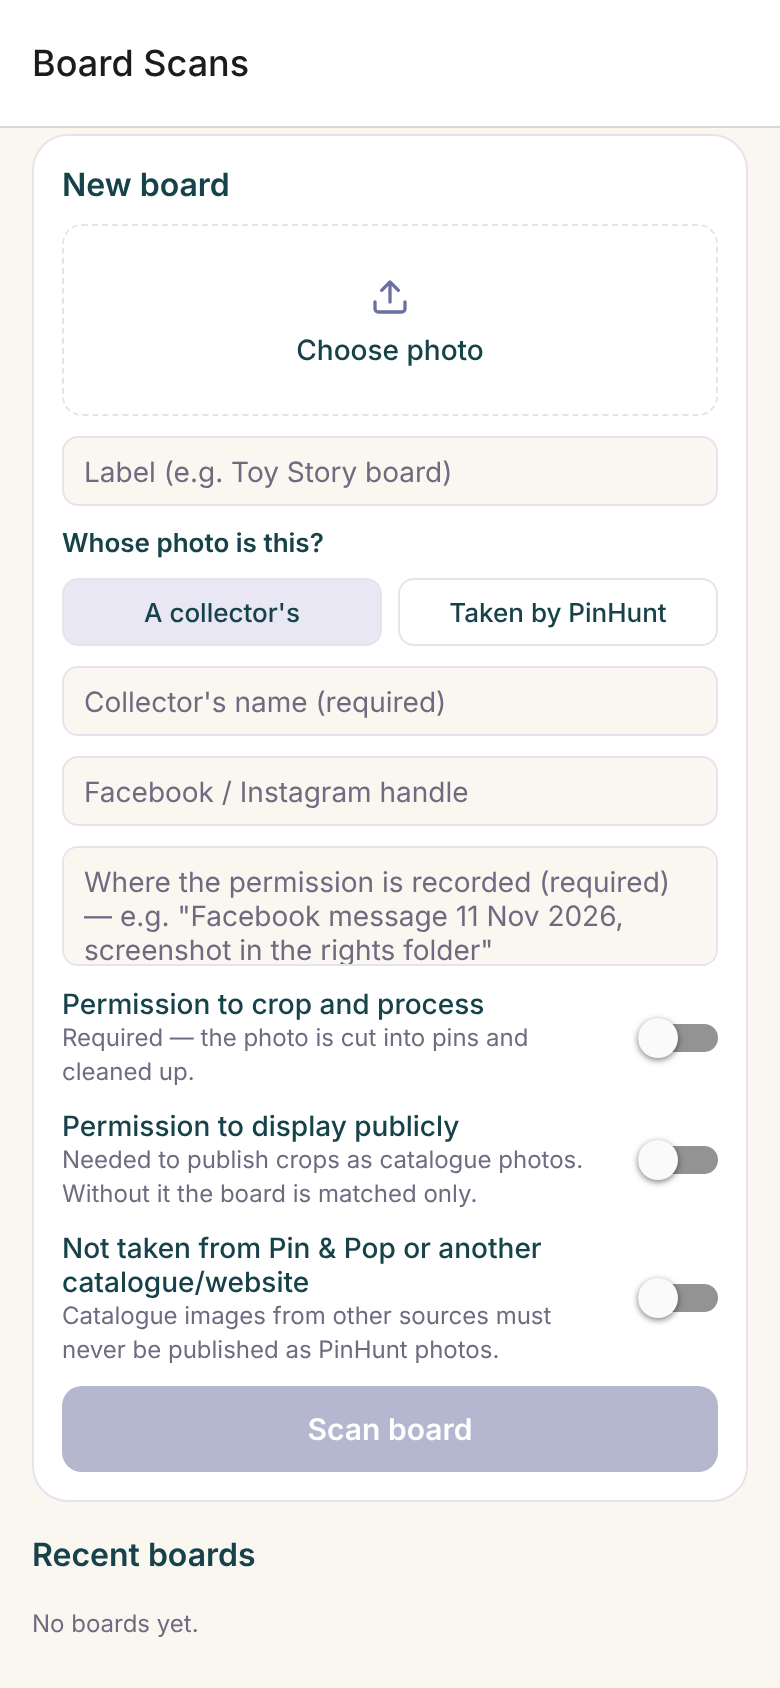 Board Scans
New board
Choose photo
Label (e.g. Toy Story board)
Whose photo is this?
A collector's
Taken by PinHunt
Collector's name (required)
Facebook / Instagram handle
Where the permission is recorded (required)
— e.g. "Facebook message 11 Nov 2026,
screenshot in the rights folder"
Permission to crop and process
Required — the photo is cut into pins and
cleaned up.
Permission to display publicly
Needed to publish crops as catalogue photos.
Without it the board is matched only.
Not taken from Pin & Pop or another
catalogue/website
Catalogue images from other sources must
never be published as PinHunt photos.
Scan board
Recent boards
No boards yet.